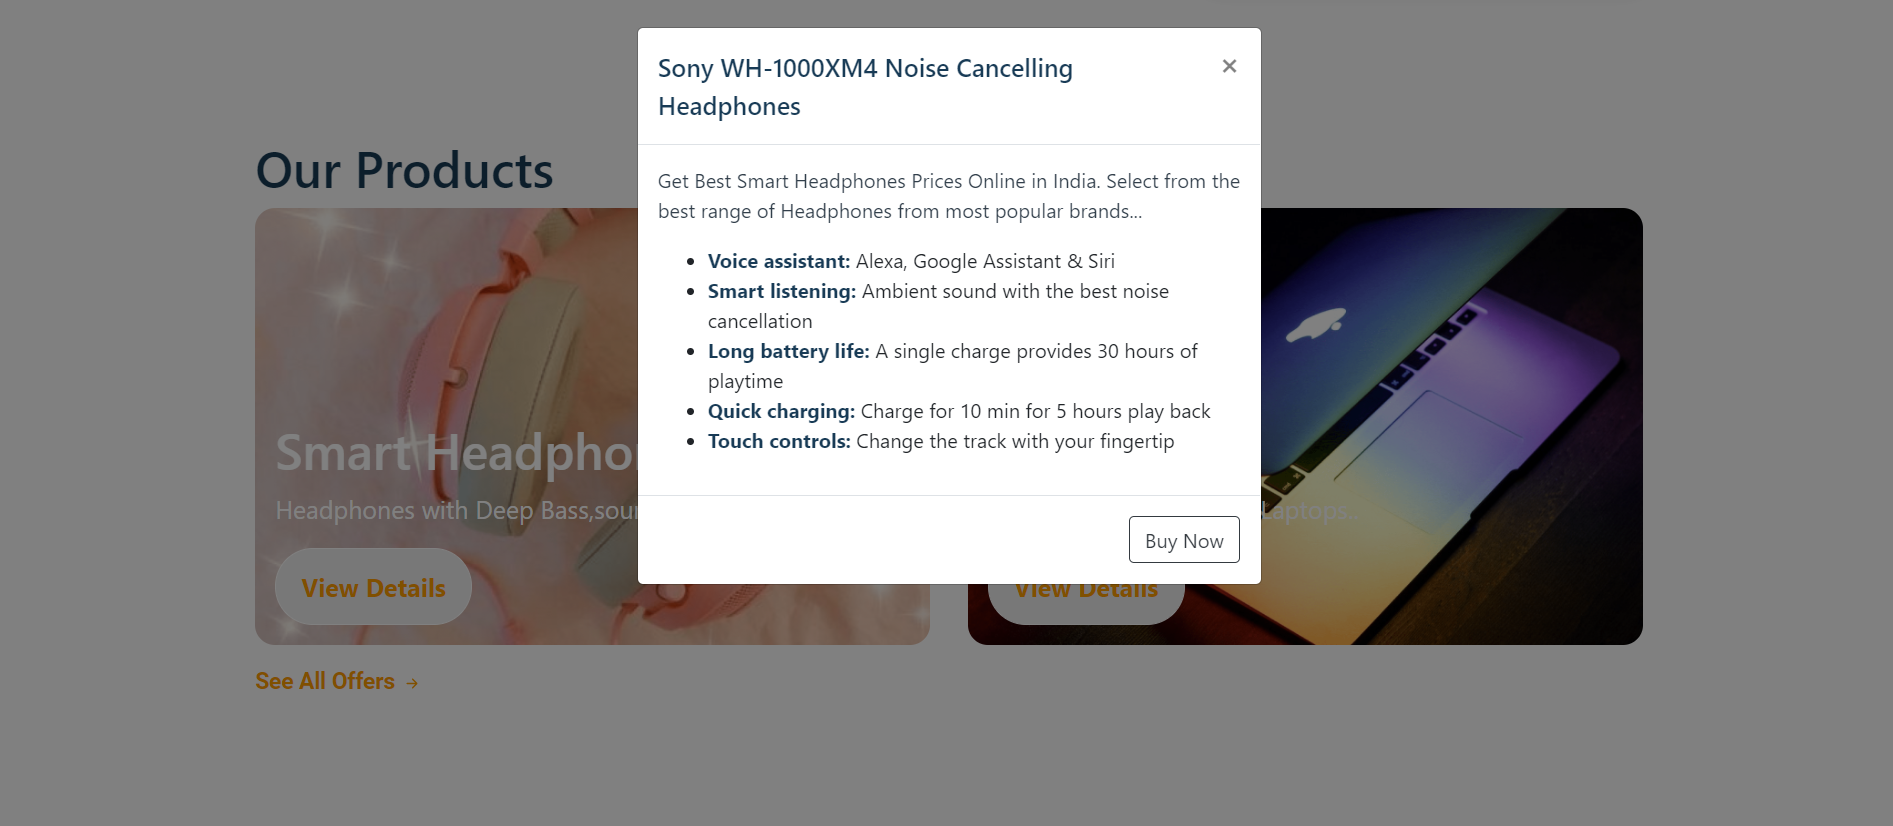 Sony WH-1000XM4 Noise Cancelling
Headphones
×
Get Best Smart Headphones Prices Online in India. Select from the
best range of Headphones from most popular brands...
• Voice assistant: Alexa, Google Assistant & Siri
• Smart listening: Ambient sound with the best noise
cancellation
• Long battery life: A single charge provides 30 hours of
playtime
• Quick charging: Charge for 10 min for 5 hours play back
• Touch controls: Change the track with your fingertip
Buy Now
Our Products
Smart
Headphones with Deep Bass,
View Details
Laptops..
View Details
See All Offers →